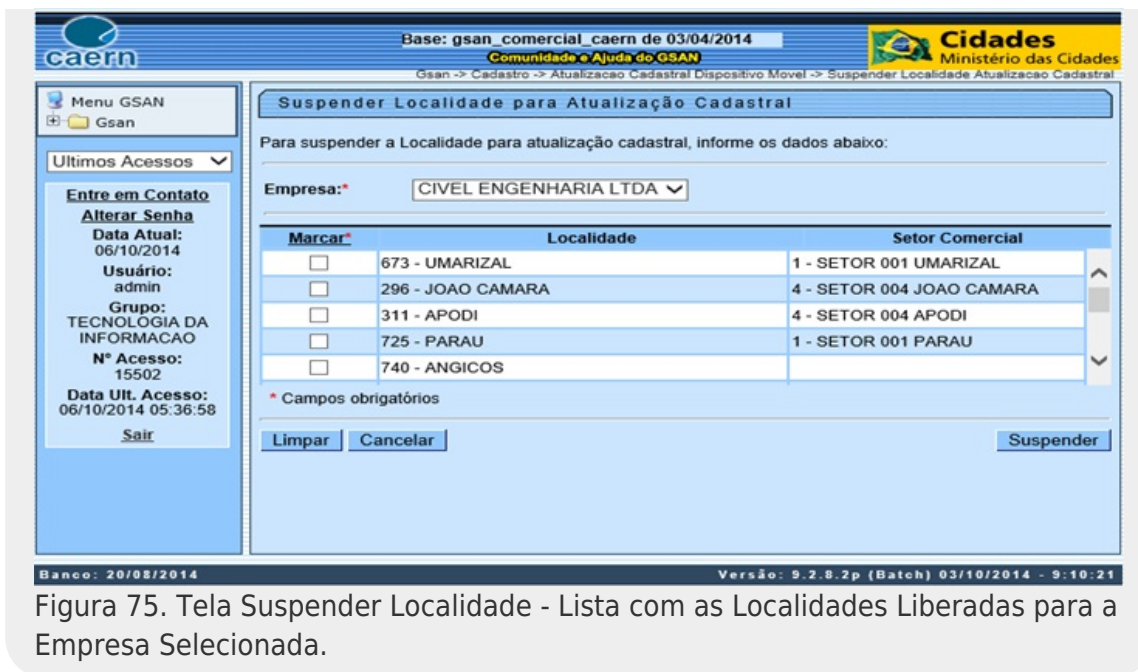 caern
Base: gsan_comercial_caern de 03/04/2014
Comunidade e Ajuda do GSAN
Cidades
Ministério das Cidades
Gsan -> Cadastro -> Atualizacao Cadastral Dispositivo Movel -> Suspender Localidade Atualizacao Cadastral
Menu GSAN
Gsan
Ultimos Acessos
Entre em Contato
Alterar Senha
Data Atual:
06/10/2014
Usuário:
admin
Grupo:
TECNOLOGIA DA
INFORMACAO
Nº Acesso:
15502
Data Ult. Acesso:
06/10/2014 05:36:58
Sair
Suspender Localidade para Atualização Cadastral
Para suspender a Localidade para atualização cadastral, informe os dados abaixo:
Empresa:* CIVEL ENGENHARIA LTDA
Marcar* Localidade Setor Comercial
673 - UMARIZAL 1 - SETOR 001 UMARIZAL
296 - JOAO CAMARA 4 - SETOR 004 JOAO CAMARA
311 - APODI 4 - SETOR 004 APODI
725 - PARAU 1 - SETOR 001 PARAU
740 - ANGICOS
* Campos obrigatórios
Limpar Cancelar Suspender
Banco: 20/08/2014 Versão: 9.2.8.2p (Batch) 03/10/2014 - 9:10:21
Figura 75. Tela Suspender Localidade - Lista com as Localidades Liberadas para a
Empresa Selecionada.